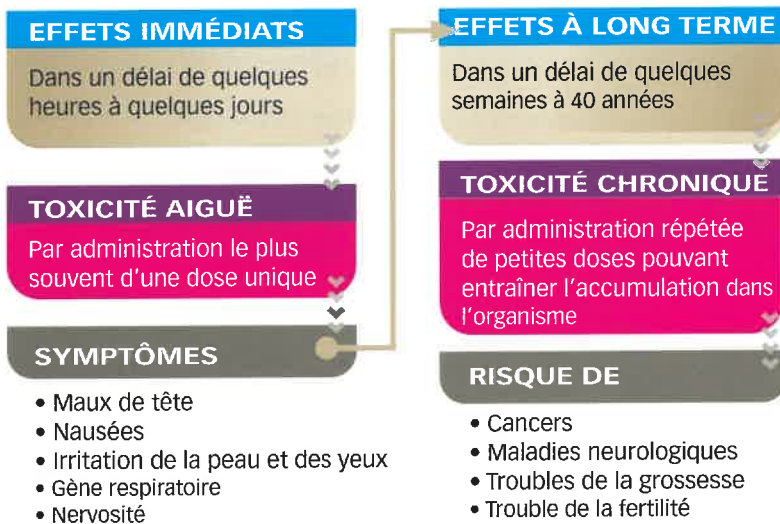 EFFETS IMMÉDIATS
Dans un délai de quelques
heures à quelques jours
TOXICITÉ AIGUË
Par administration le plus
souvent d'une dose unique
SYMPTÔMES
• Maux de tête
• Nausées
• Irritation de la peau et des yeux
• Gène respiratoire
• Nervosité
EFFETS À LONG TERME
Dans un délai de quelques
semaines à 40 années
TOXICITÉ CHRONIQUE
Par administration répétée
de petites doses pouvant
entraîner l'accumulation dans
l'organisme
RISQUE DE
• Cancers
• Maladies neurologiques
• Troubles de la grossesse
• Trouble de la fertilité